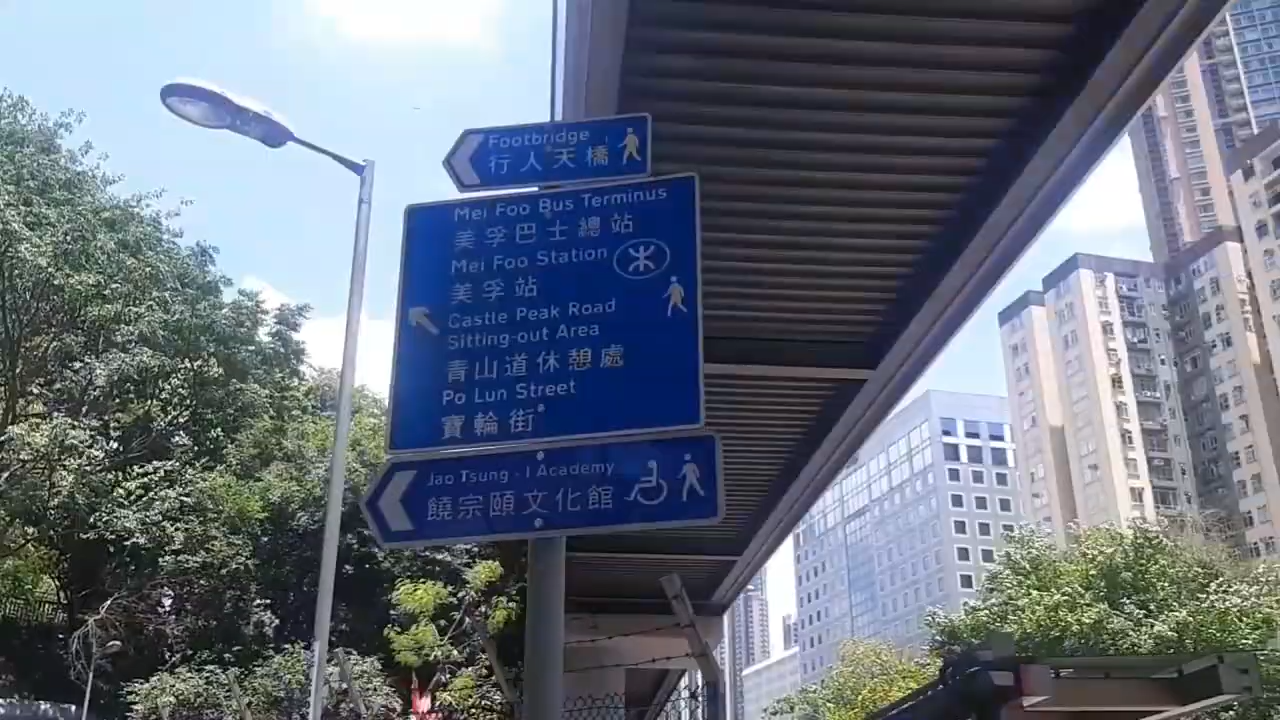 Footbridge
行人天橋
Mei Foo Bus Terminus
美孚巴士總站
Mei Foo Station
美孚站
Castle Peak Road
Sitting-out Area
青山道休憩處
Po Lun Street
寶輪街
Jao Tsung - I Academy
饒宗頤文化館